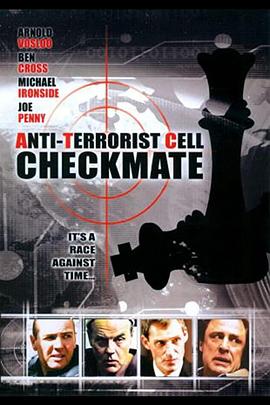 ARNOLD
VOSLOO
BEN
CROSS
MICHAEL
IRONSIDE
JOE
PENNY
ANTI-TERRORIST CELL
CHECKMATE
IT'S A
RACE
AGAINST
TIME...